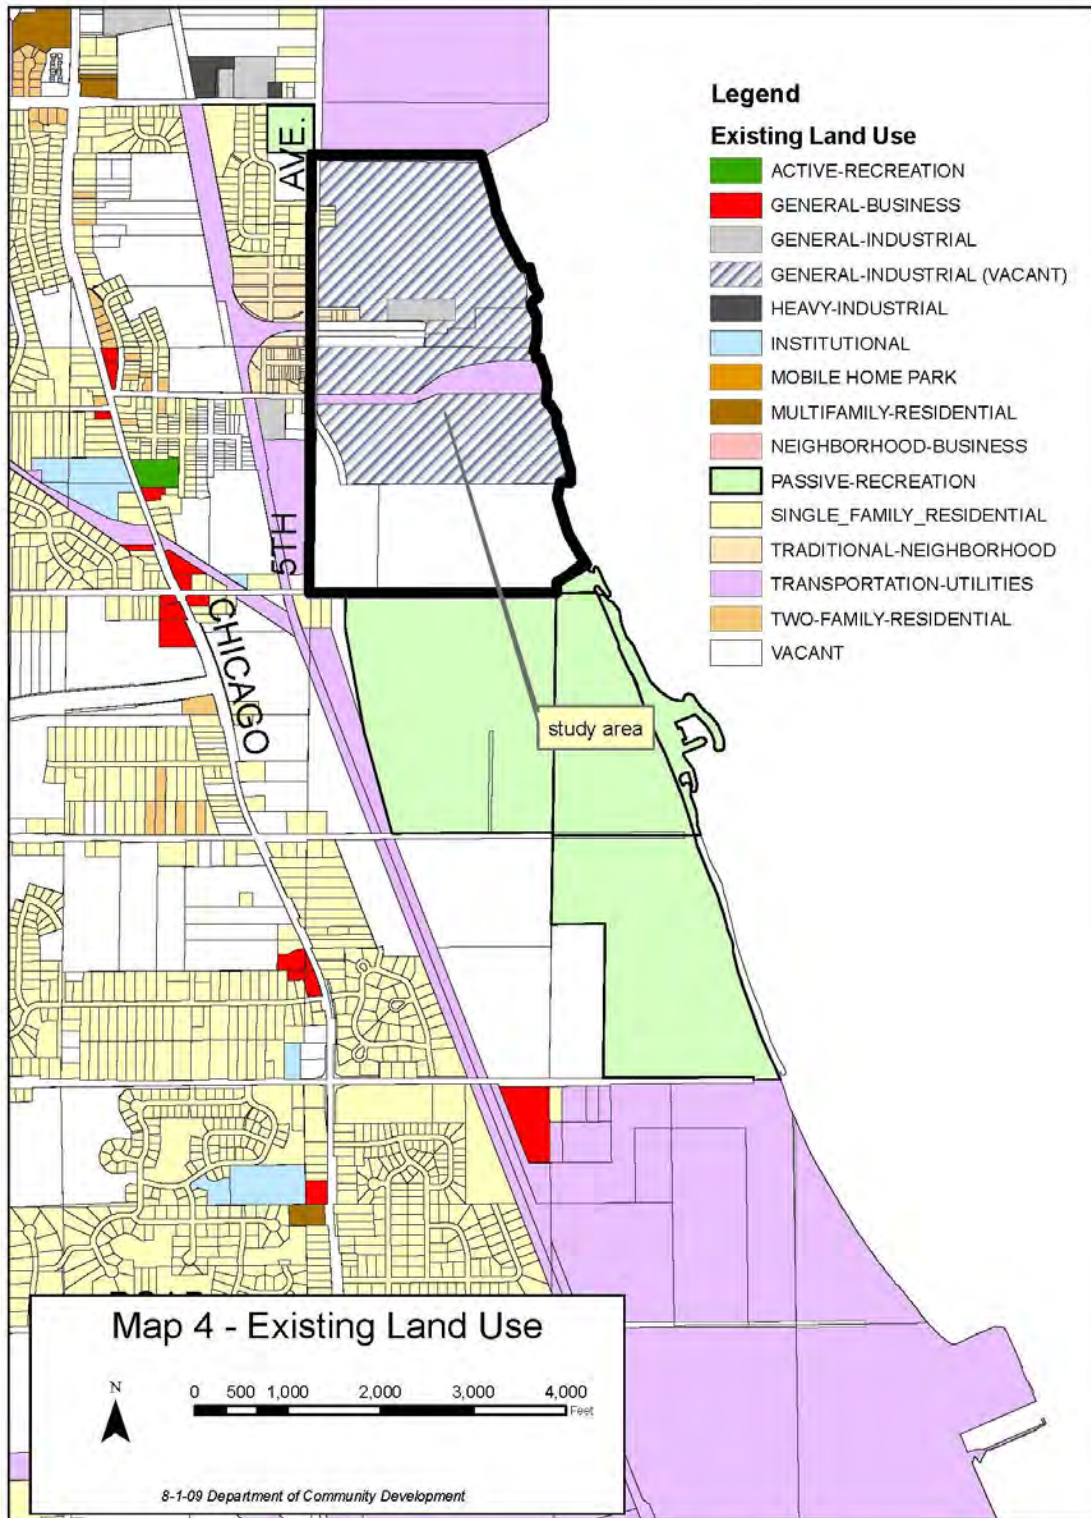 AVE.
5TH
CHICAGO
study area
Legend
Existing Land Use
ACTIVE-RECREATION
GENERAL-BUSINESS
GENERAL-INDUSTRIAL
GENERAL-INDUSTRIAL (VACANT)
HEAVY-INDUSTRIAL
INSTITUTIONAL
MOBILE HOME PARK
MULTIFAMILY-RESIDENTIAL
NEIGHBORHOOD-BUSINESS
PASSIVE-RECREATION
SINGLE_FAMILY_RESIDENTIAL
TRADITIONAL-NEIGHBORHOOD
TRANSPORTATION-UTILITIES
TWO-FAMILY-RESIDENTIAL
VACANT
Map 4 - Existing Land Use
N
0 500 1,000 2,000 3,000 4,000
Feet
8-1-09 Department of Community Development